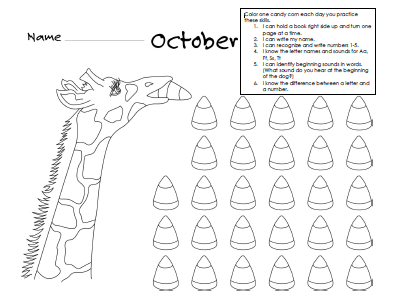 Name
October
Color one candy corn each day you practice
these skills.
1. I can hold a book right side up and turn one
page at a time.
2. I can write my name.
3. I can recognize and write numbers 1-5.
4. I know the letter names and sounds for Aa,
Ff, Ss, Tt
5. I can identify beginning sounds in words.
(What sound do you hear at the beginning
of the dog?)
6. I know the difference between a letter and
a number.